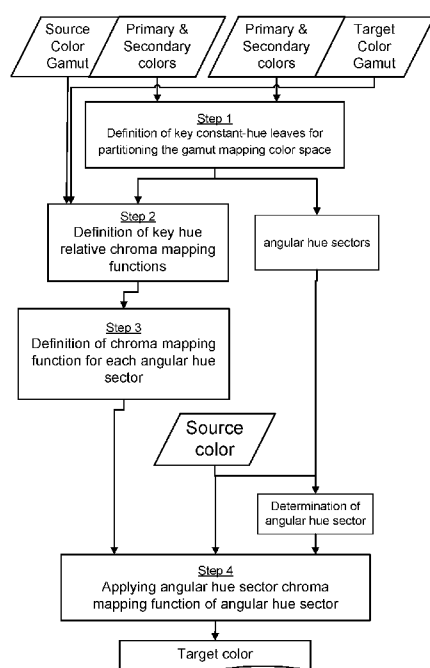 Source
Color
Gamut
Primary &
Secondary
colors
Primary &
Secondary
colors
Target
Color
Gamut
Step 1
Definition of key constant-hue leaves for
partitioning the gamut mapping color space
Step 2
Definition of key hue
relative chroma mapping
functions
angular hue sectors
Step 3
Definition of chroma mapping
function for each angular hue
sector
Source
color
Determination of
angular hue sector
Step 4
Applying angular hue sector chroma
mapping function of angular hue sector
Target color